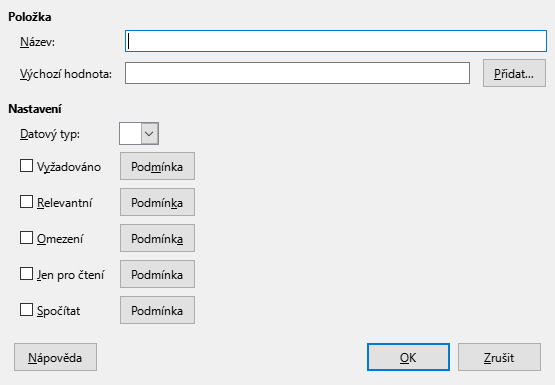 Položka
Název:
Výchozí hodnota:
Přidat...
Nastavení
Datový typ:
Vyžadováno Podmínka
Relevantní Podmínka
Omezení Podmínka
Jen pro čtení Podmínka
Spočítat Podmínka
Nápověda OK Zrušit